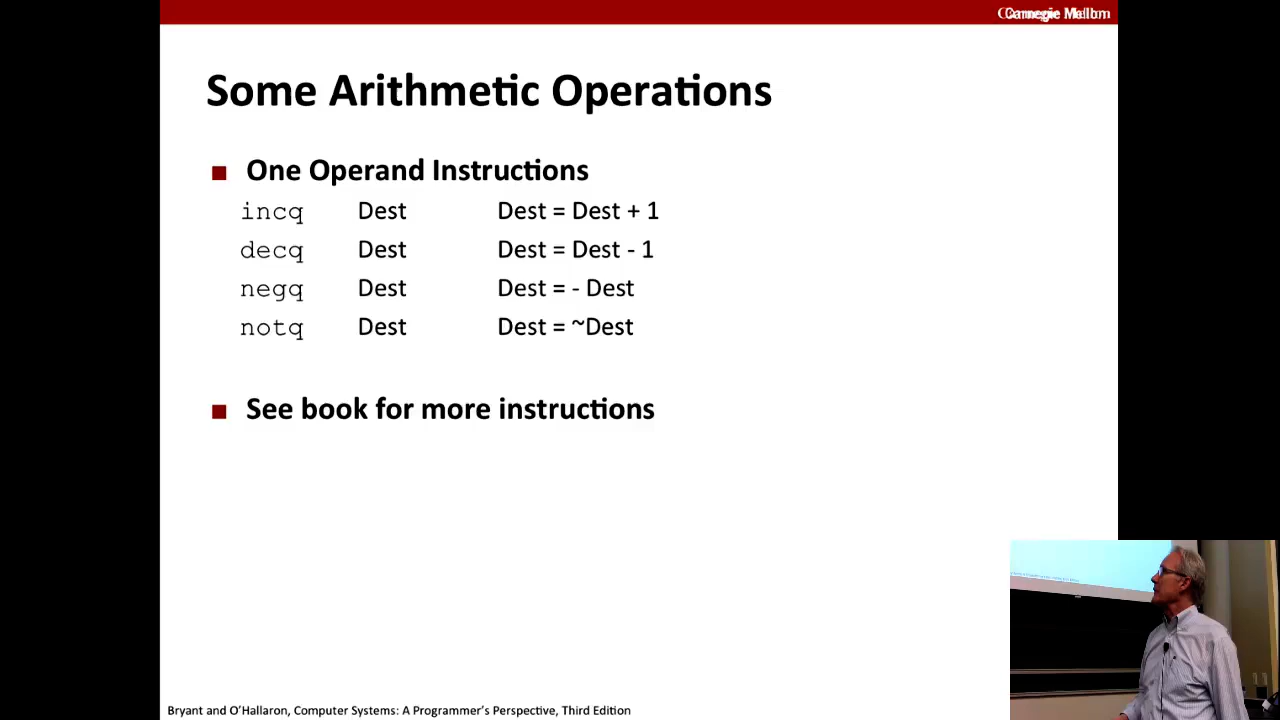 Carnegie Mellon
Some Arithmetic Operations
One Operand Instructions
incq Dest Dest = Dest + 1
decq Dest Dest = Dest - 1
negq Dest Dest = - Dest
notq Dest Dest = ~Dest
See book for more instructions
Bryant and O'Hallaron, Computer Systems: A Programmer's Perspective, Third Edition